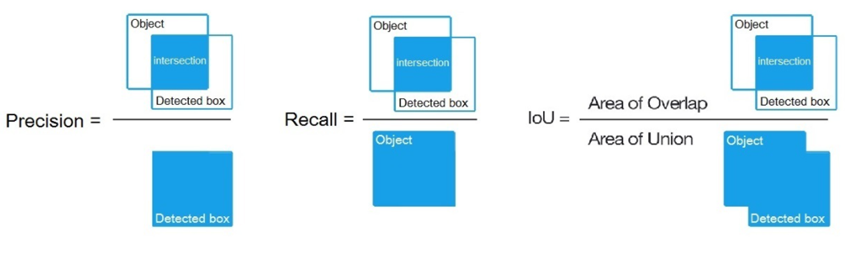 Object
intersection
Detected box
Precision =
Detected box
Object
intersection
Detected box
Recall =
Object
Object
intersection
Detected box
IoU =
Area of Overlap
Area of Union
Object
Detected box